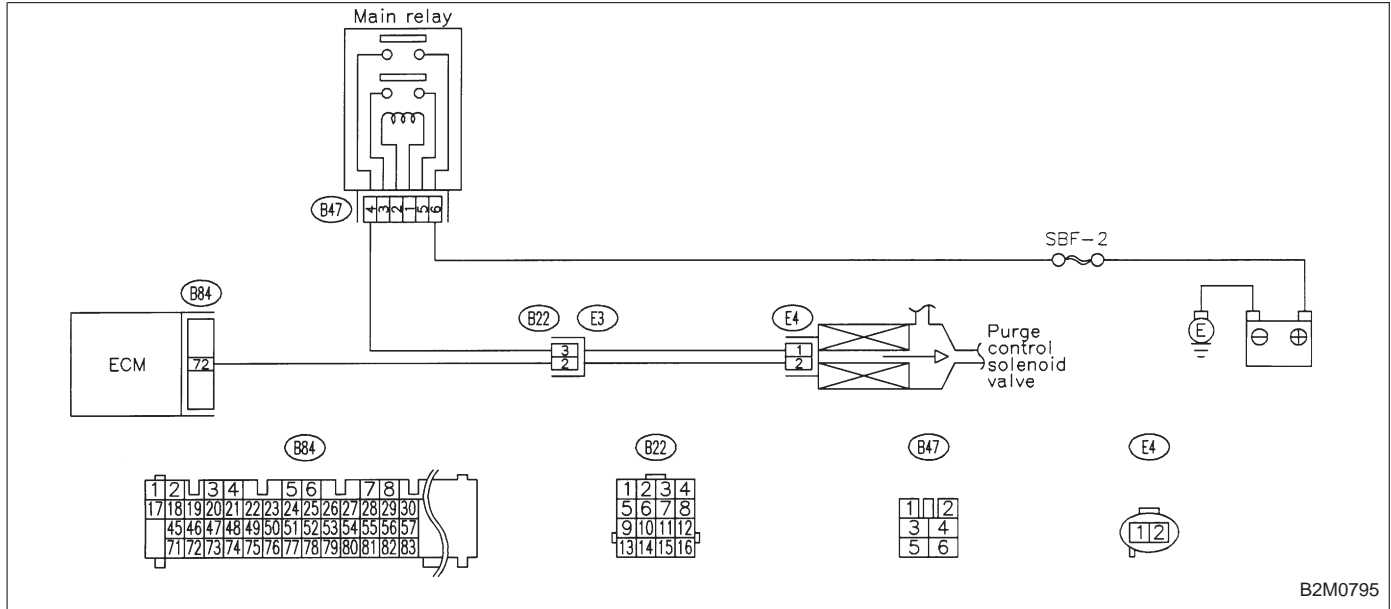 Main relay
B47
4 3 2 1 5 6
SBF-2
B84
B22 E3
E4
E
⊖ ⊕
Purge
control
solenoid
valve
ECM
72
3
2
1
2
B84
B22
B47
E4
1 2 3 4 5 6 7 8
17 18 19 20 21 22 23 24 25 26 27 28 29 30
45 46 47 48 49 50 51 52 53 54 55 56 57
71 72 73 74 75 76 77 78 79 80 81 82 83
1 2 3 4
5 6 7 8
9 10 11 12
13 14 15 16
1 2
3 4
5 6
1 2
B2M0795